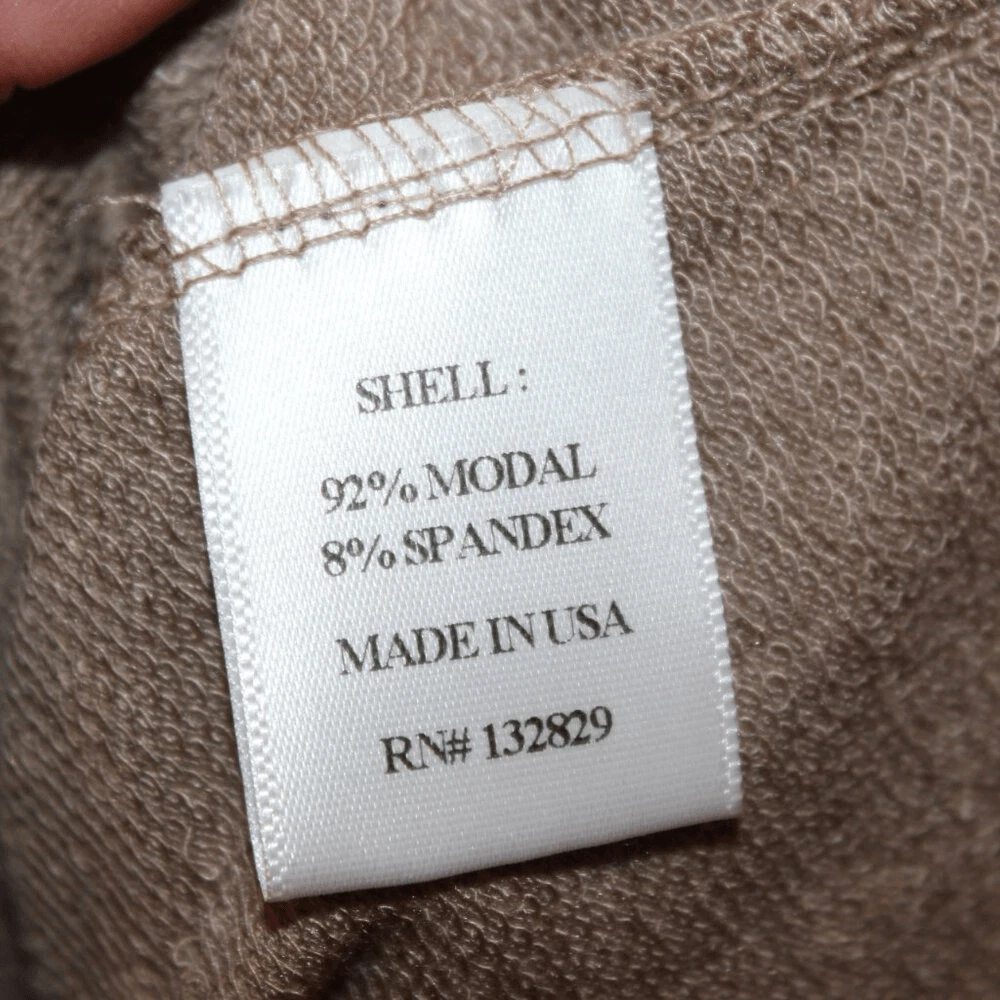 SHELL :
92% MODAL
8% SPANDEX
MADE IN USA
RN# 132829